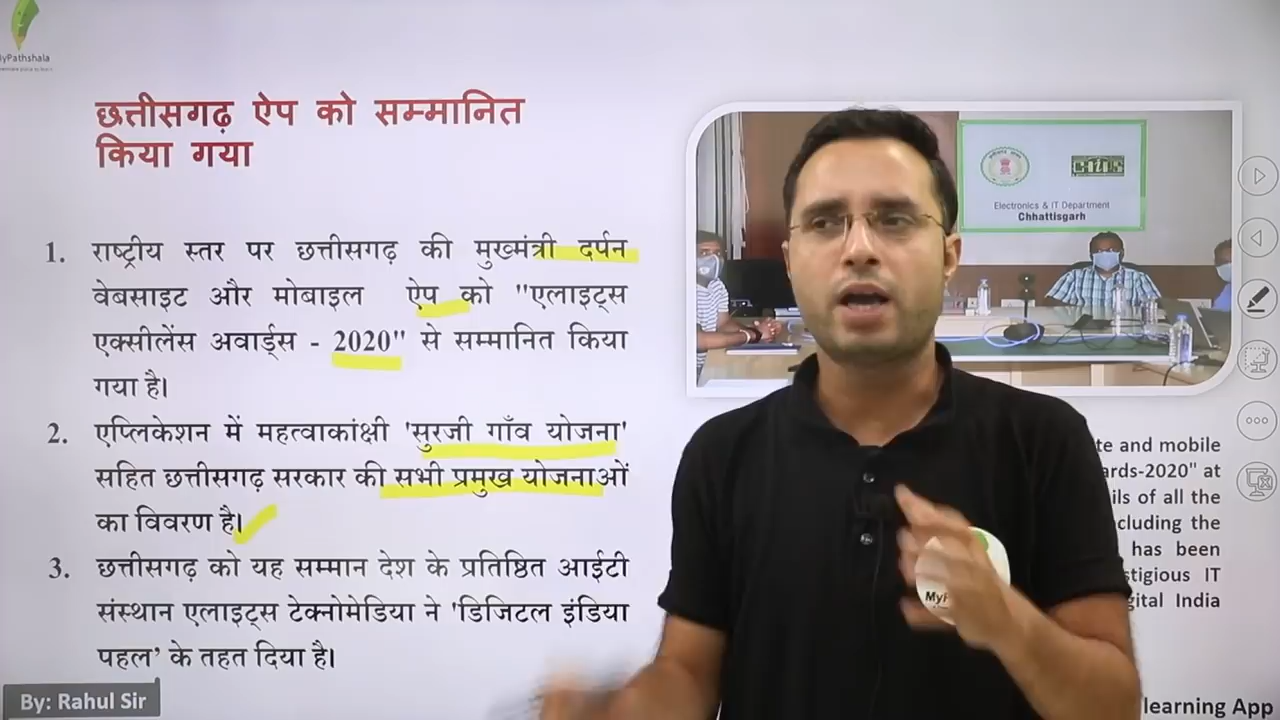 MyPathshala
छत्तीसगढ़ ऐप को सम्मानित
किया गया
1. राष्ट्रीय स्तर पर छत्तीसगढ़ की मुख्मंत्री दर्पन
वेबसाइट और मोबाइल ऐप को "एलाइट्स
एक्सीलेंस अवार्ड्स - 2020" से सम्मानित किया
गया है।
2. एप्लिकेशन में महत्वाकांक्षी 'सुरजी गाँव योजना'
सहित छत्तीसगढ़ सरकार की सभी प्रमुख योजनाओं
का विवरण है।
3. छत्तीसगढ़ को यह सम्मान देश के प्रतिष्ठित आईटी
संस्थान एलाइट्स टेक्नोमेडिया ने 'डिजिटल इंडिया
पहल’ के तहत दिया है।
By: Rahul Sir
CHiPS
Electronics & IT Department
Chhattisgarh
te and mobile
ards-2020" at
ils of all the
cluding the
has been
stigious IT
gital India
MyP
learning App